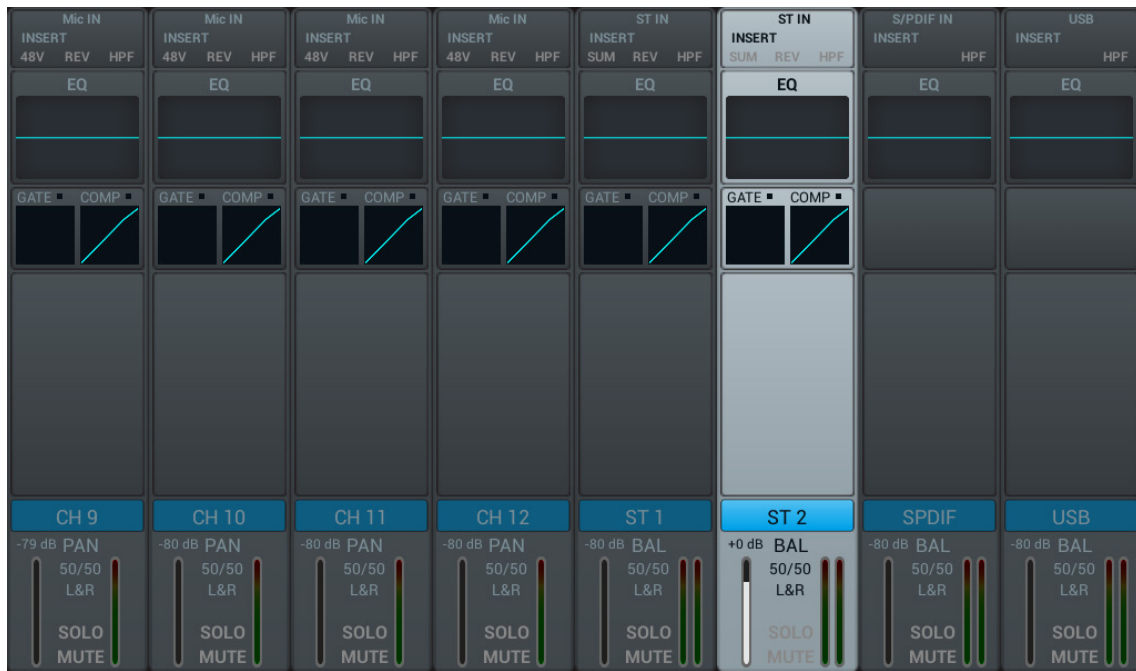 Mic IN Mic IN Mic IN Mic IN ST IN ST IN S/PDIF IN USB
INSERT INSERT INSERT INSERT INSERT INSERT INSERT INSERT
48V REV HPF 48V REV HPF 48V REV HPF 48V REV HPF SUM REV HPF SUM REV HPF HPF HPF
EQ EQ EQ EQ EQ EQ EQ EQ
GATE COMP GATE COMP GATE COMP GATE COMP GATE COMP GATE COMP
CH 9 CH 10 CH 11 CH 12 ST 1 ST 2 SPDIF USB
-79 dB PAN -80 dB PAN -80 dB PAN -80 dB PAN -80 dB BAL +0 dB BAL -80 dB BAL -80 dB BAL
50/50 50/50 50/50 50/50 50/50 50/50 50/50 50/50
L&R L&R L&R L&R L&R L&R L&R L&R
SOLO SOLO SOLO SOLO SOLO SOLO SOLO SOLO
MUTE MUTE MUTE MUTE MUTE MUTE MUTE MUTE